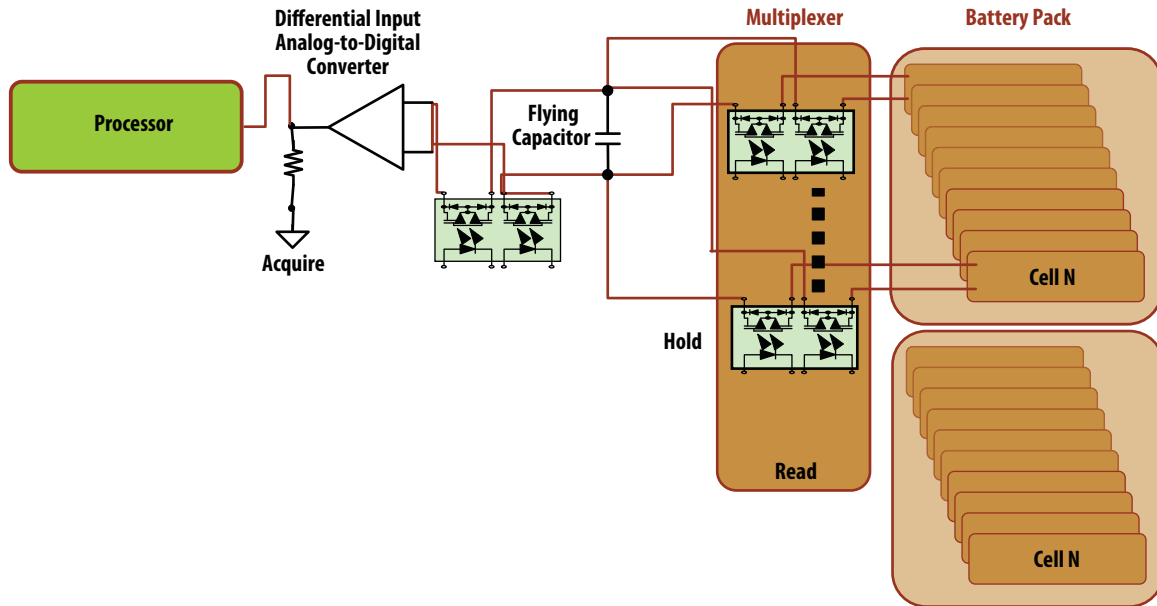 Differential Input
Analog-to-Digital
Converter
Multiplexer
Battery Pack
Processor
Flying
Capacitor
Acquire
Cell N
Hold
Read
Cell N